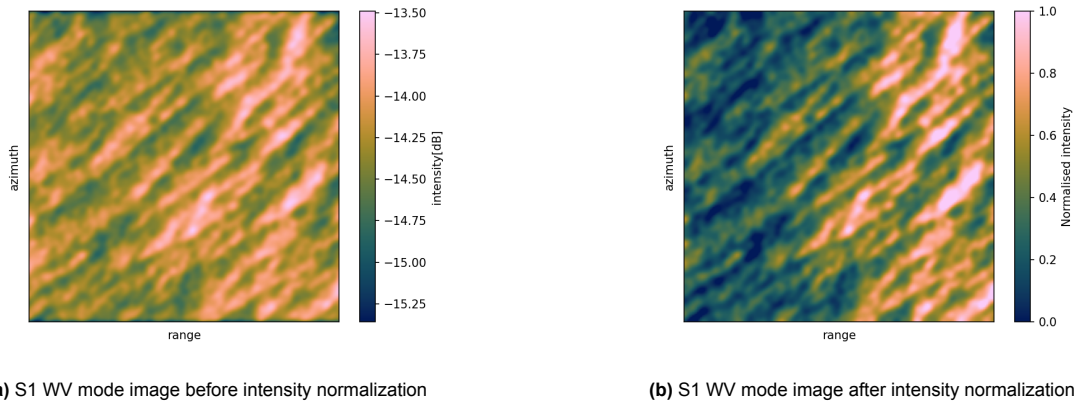 −13.50
−13.75
−14.00
−14.25
−14.50
−14.75
−15.00
−15.25
intensity[dB]
azimuth
range
1.0
0.8
0.6
0.4
0.2
0.0
Normalised intensity
azimuth
range
) S1 WV mode image before intensity normalization
(b) S1 WV mode image after intensity normalization